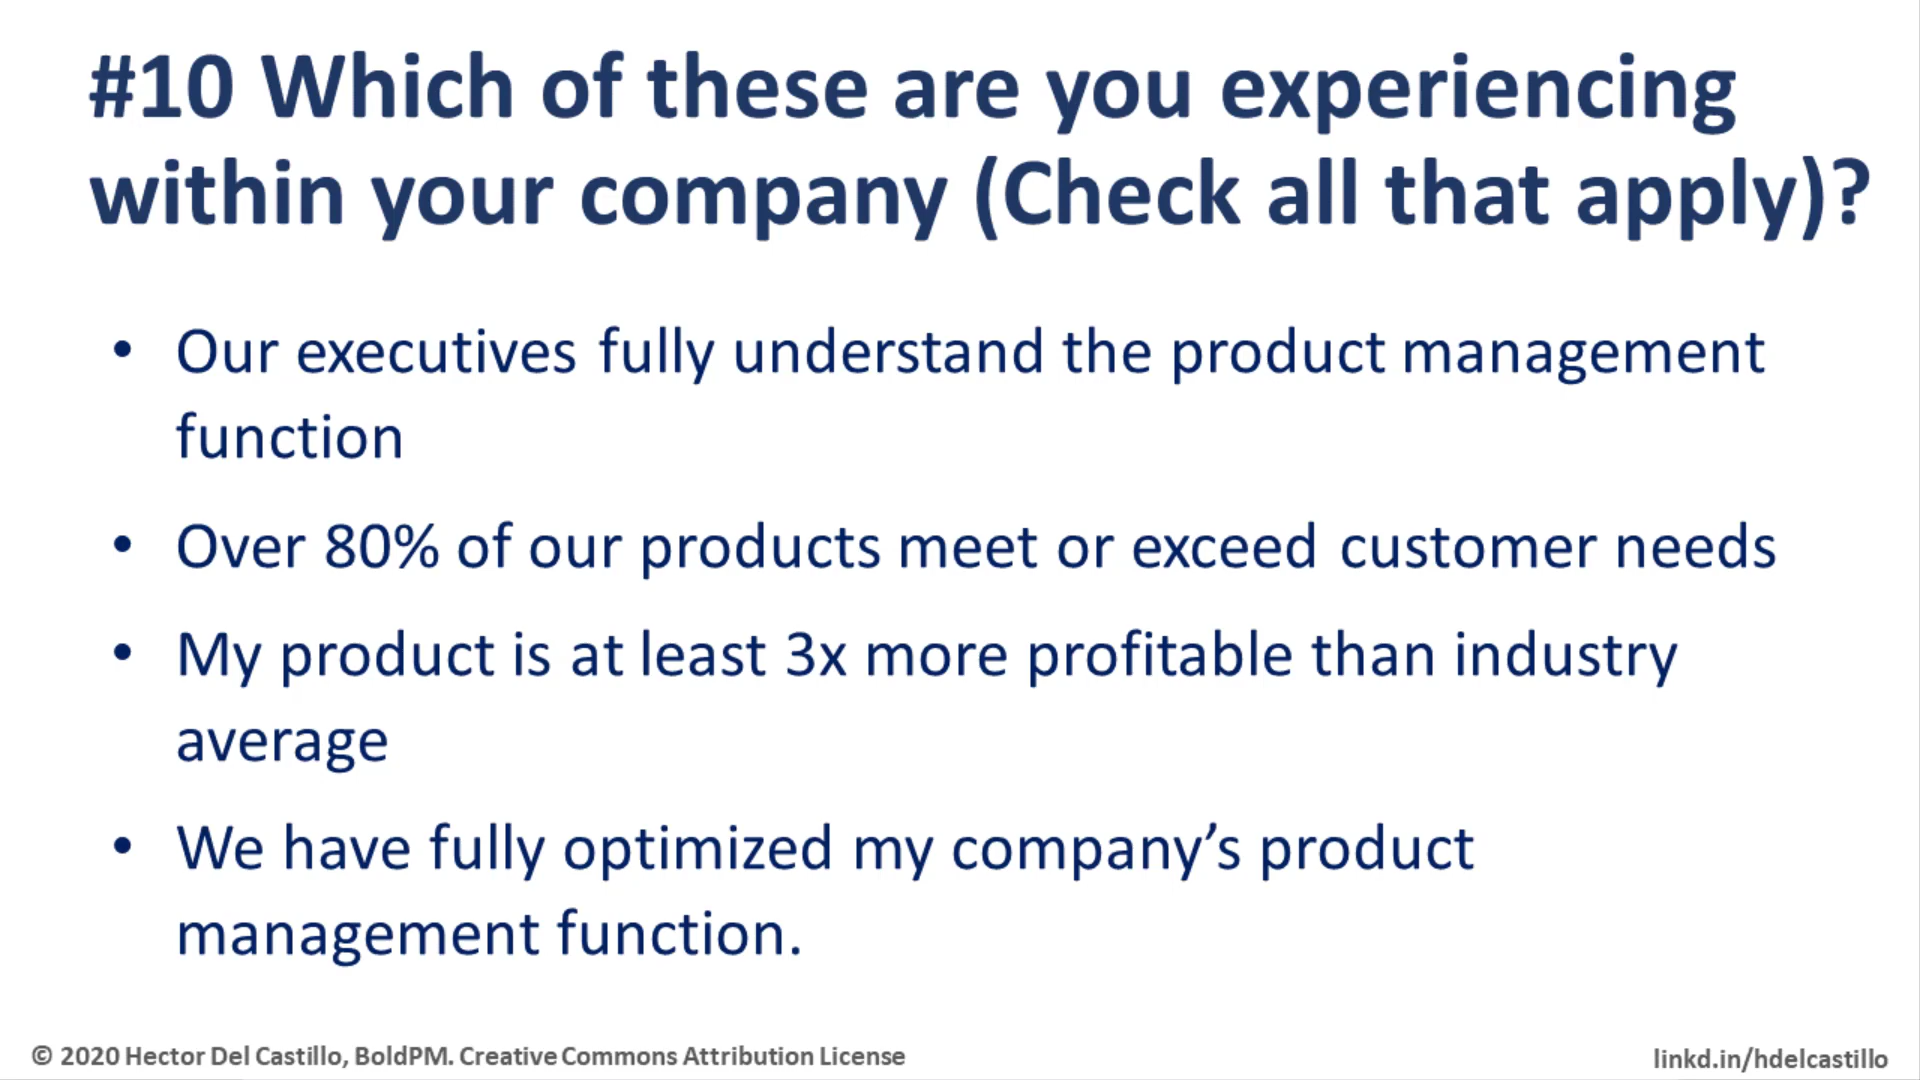 #10 Which of these are you experiencing
within your company (Check all that apply)?
• Our executives fully understand the product management
function
• Over 80% of our products meet or exceed customer needs
• My product is at least 3x more profitable than industry
average
• We have fully optimized my company’s product
management function.
© 2020 Hector Del Castillo, BoldPM. Creative Commons Attribution License
linkd.in/hdelcastillo